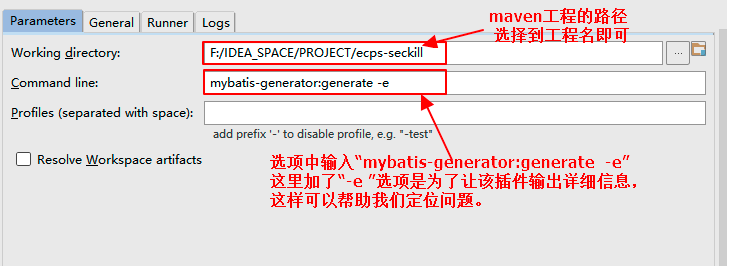 Parameters General Runner Logs
maven工程的路径
选择到工程名即可
Working directory: F:/IDEA_SPACE/PROJECT/ecps-seckill ...
Command line: mybatis-generator:generate -e
Profiles (separated with space):
add prefix '-' to disable profile, e.g. "-test"
Resolve Workspace artifacts
选项中输入“mybatis-generator:generate -e”
这里加了“-e ”选项是为了让该插件输出详细信息，
这样可以帮助我们定位问题。